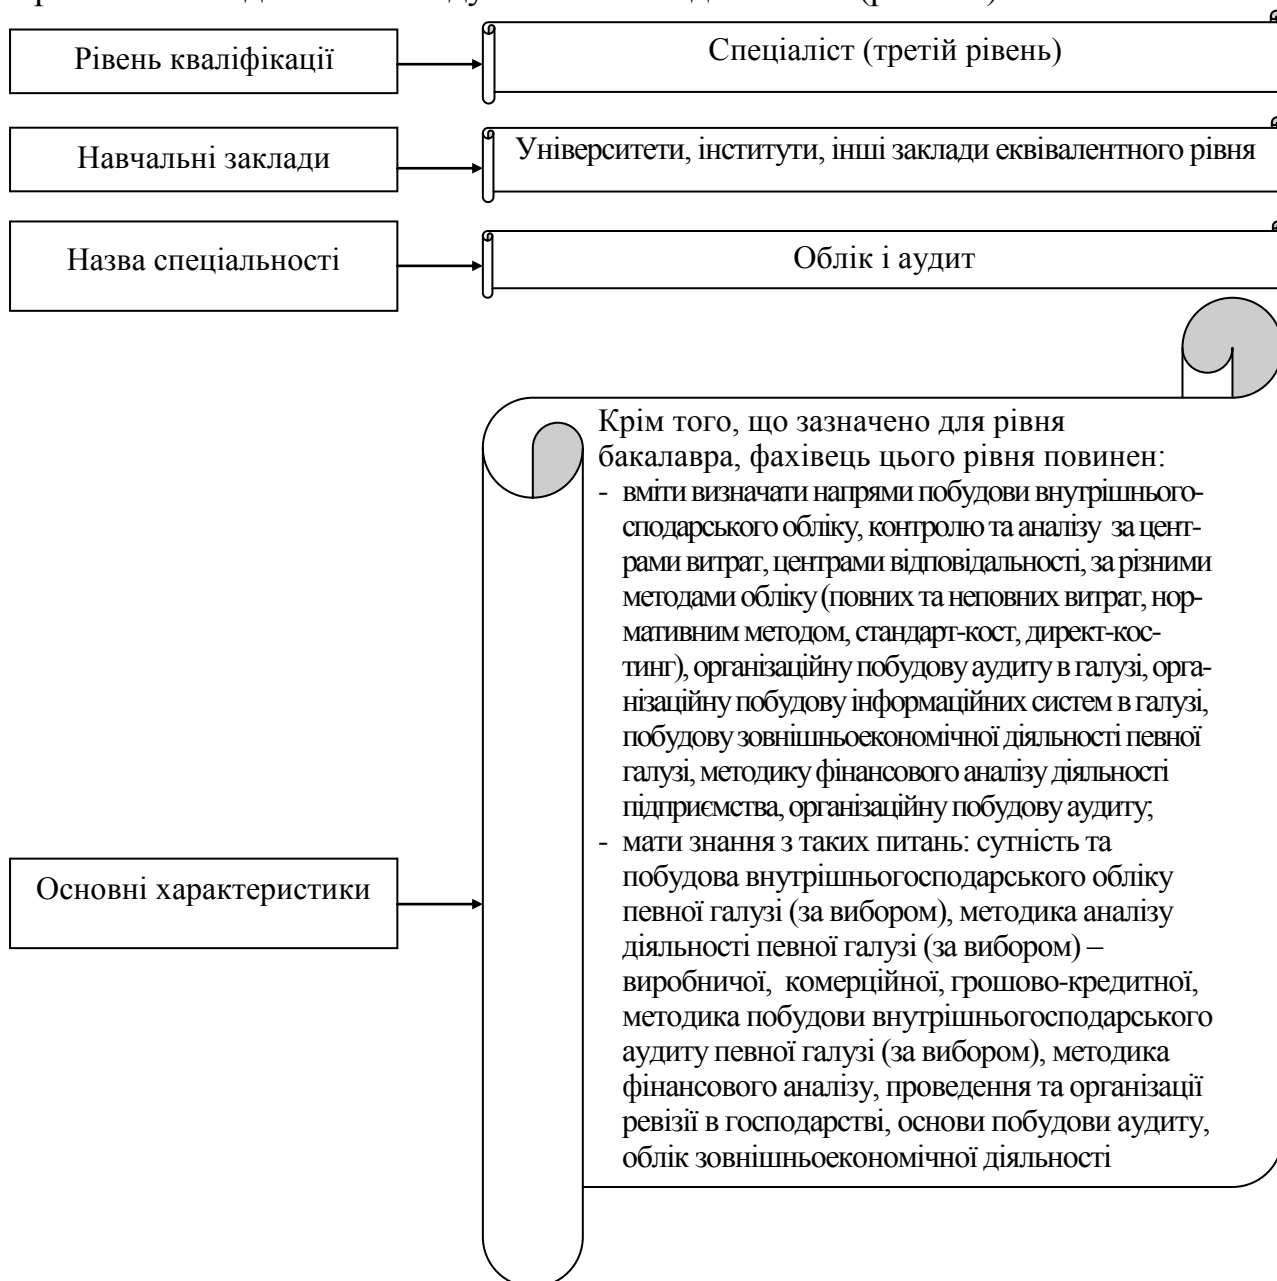 Рівень кваліфікації
Спеціаліст (третій рівень)
Навчальні заклади
Університети, інститути, інші заклади еквівалентного рівня
Назва спеціальності
Облік і аудит
Основні характеристики
Крім того, що зазначено для рівня
бакалавра, фахівець цього рівня повинен:
- вміти визначати напрями побудови внутрішнього-
сподарського обліку, контролю та аналізу за цент-
рами витрат, центрами відповідальності, за різними
методами обліку (повних та неповних витрат, нор-
мативним методом, стандарт-кост, директ-кос-
тинг), організаційну побудову аудиту в галузі, орга-
нізаційну побудову інформаційних систем в галузі,
побудову зовнішньоекономічної діяльності певної
галузі, методику фінансового аналізу діяльності
підприємства, організаційну побудову аудиту;
- мати знання з таких питань: сутність та
побудова внутрішньогосподарського обліку
певної галузі (за вибором), методика аналізу
діяльності певної галузі (за вибором) –
виробничої, комерційної, грошово-кредитної,
методика побудови внутрішньогосподарського
аудиту певної галузі (за вибором), методика
фінансового аналізу, проведення та організації
ревізії в господарстві, основи побудови аудиту,
облік зовнішньоекономічної діяльності